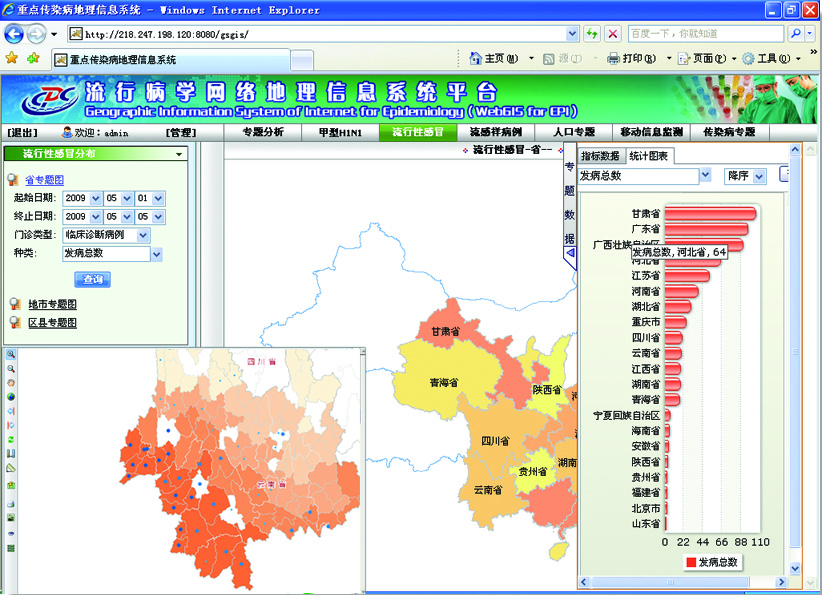 重点传染病地理信息系统 - Windows Internet Explorer
http://218.247.198.120:8080/gsgis/
百度一下，你就知道
重点传染病地理信息系统
主页(M)
源(J)
打印(R)
页面(P)
工具(O)
CDC
流行病学网络地理信息系统平台
Geographic Information System of Internet for Epidemiology (WebGIS for EPI)
[退出] 欢迎: admin [管理]
专题分析 甲型H1N1 流行性感冒 流感样病例 人口专题 移动信息监测 传染病专题
流行性感冒分布
省专题图
起始日期: 2009 05 01
终止日期: 2009 05 05
门诊类型: 临床诊断病例
种类: 发病总数
查询
地市专题图
区县专题图
流行性感冒-省--
专题数据
甘肃省
青海省
陕西省
四川省
贵州省
湖南
云南省
四川省
云南省
指标数据 统计图表
发病总数 降序
甘肃省
广东省
广西壮族自治区
发病总数, 河北省, 64
河北省
江苏省
河南省
湖北省
重庆市
四川省
云南省
江西省
湖南省
青海省
宁夏回族自治区
海南省
安徽省
陕西省
贵州省
福建省
北京市
山东省
0 22 44 66 88 110
发病总数